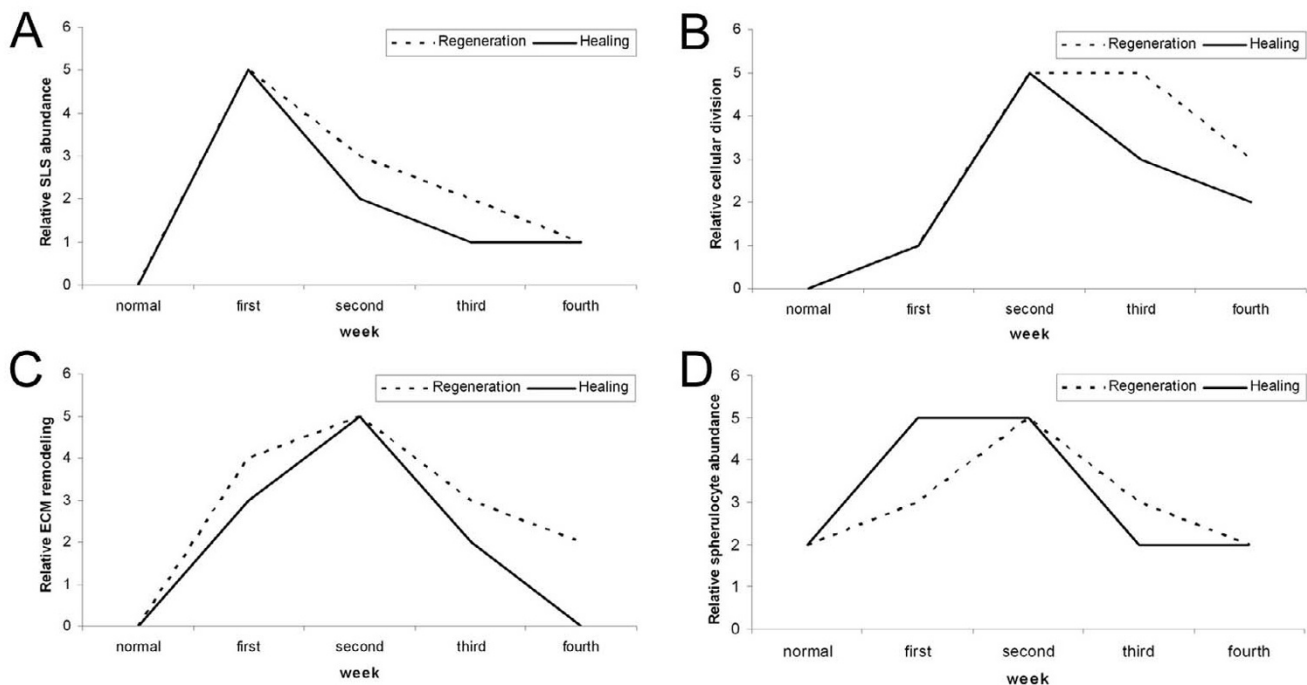 A
Regeneration Healing
Relative SLS abundance
6
5
4
3
2
1
0
normal first second third fourth
week
B
Regeneration Healing
Relative cellular division
6
5
4
3
2
1
0
normal first second third fourth
week
C
Regeneration Healing
Relative ECM remodeling
6
5
4
3
2
1
0
normal first second third fourth
week
D
Regeneration Healing
Relative spherulocyte abundance
6
5
4
3
2
1
0
normal first second third fourth
week